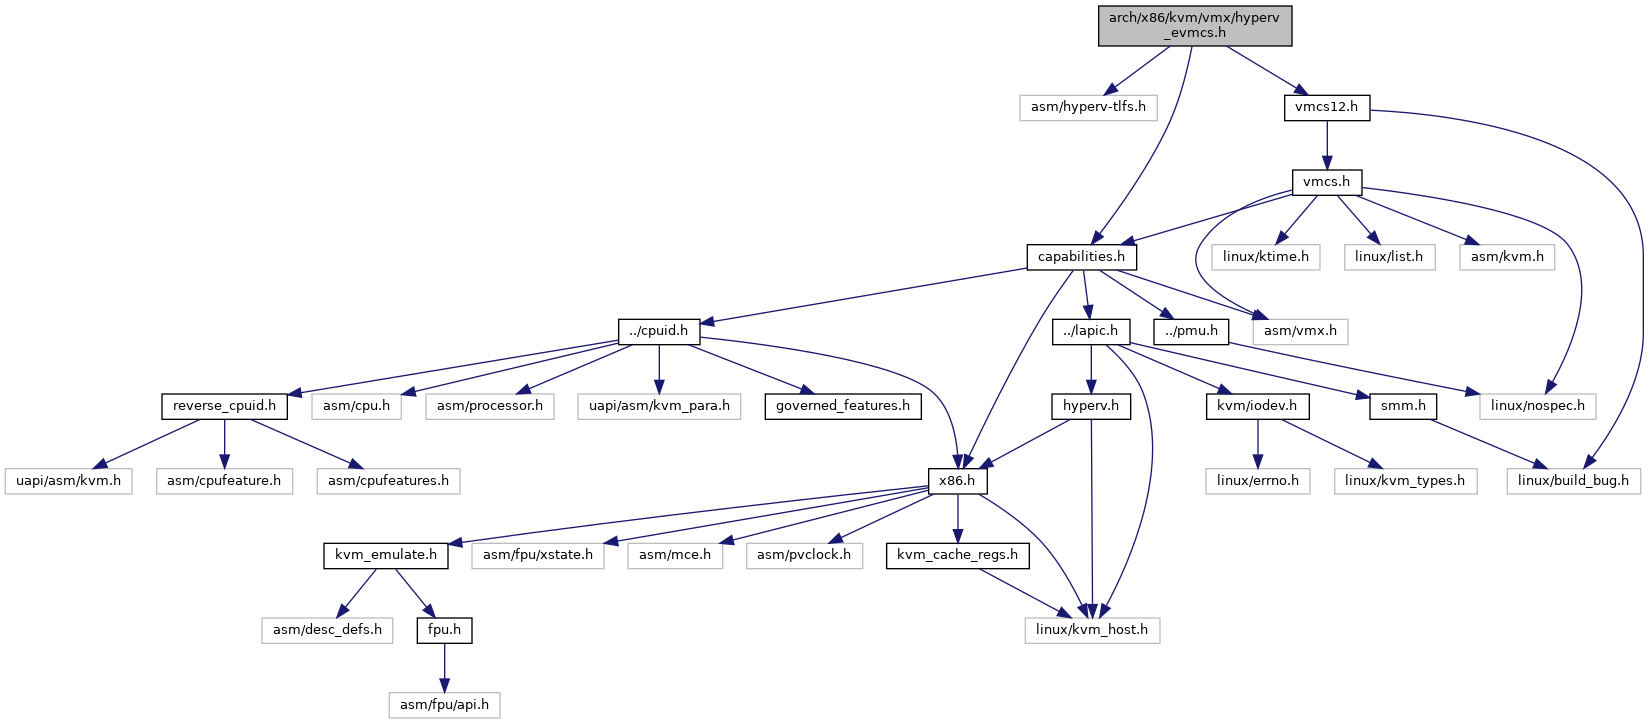 arch/x86/kvm/vmx/hyperv
_evmcs.h
asm/hyperv-tlfs.h
vmcs12.h
vmcs.h
capabilities.h
linux/ktime.h
linux/list.h
asm/kvm.h
../cpuid.h
../lapic.h
../pmu.h
asm/vmx.h
reverse_cpuid.h
asm/cpu.h
asm/processor.h
uapi/asm/kvm_para.h
governed_features.h
hyperv.h
kvm/iodev.h
smm.h
linux/nospec.h
uapi/asm/kvm.h
asm/cpufeature.h
asm/cpufeatures.h
x86.h
linux/errno.h
linux/kvm_types.h
linux/build_bug.h
kvm_emulate.h
asm/fpu/xstate.h
asm/mce.h
asm/pvclock.h
kvm_cache_regs.h
asm/desc_defs.h
fpu.h
linux/kvm_host.h
asm/fpu/api.h